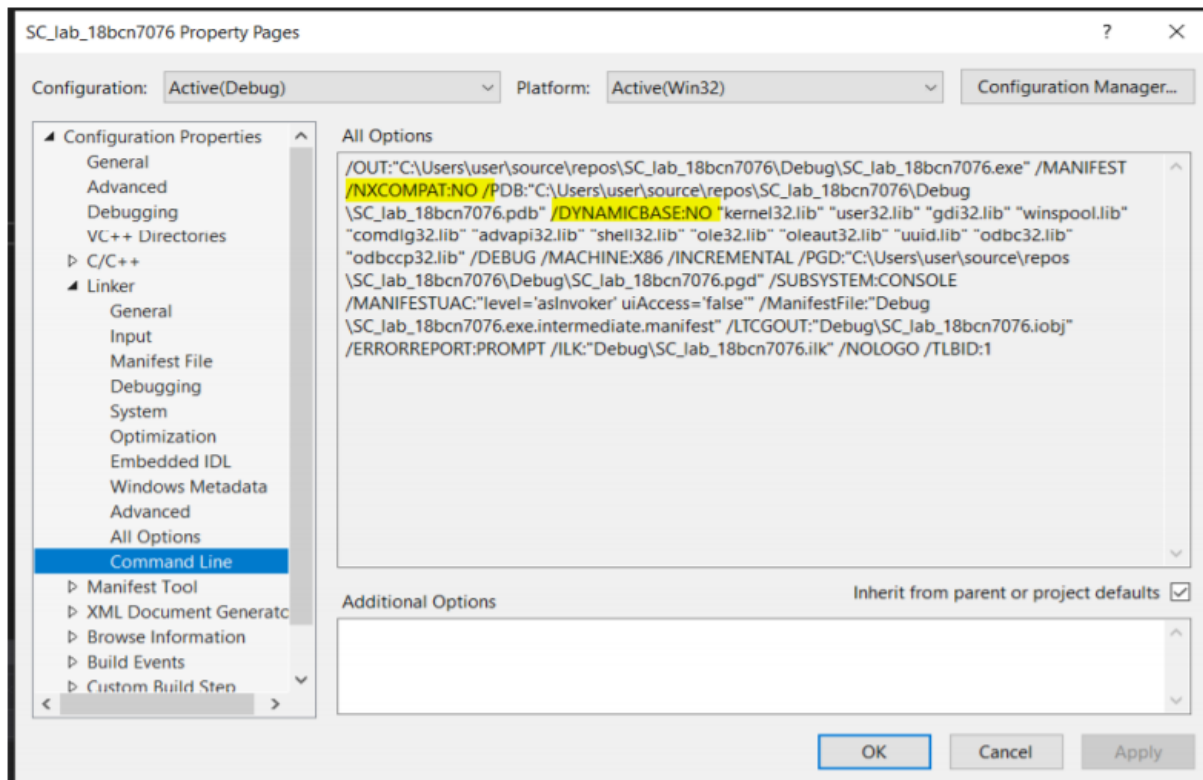 SC_lab_18bcn7076 Property Pages
?
Configuration: Active(Debug) Platform: Active(Win32) Configuration Manager...
Configuration Properties
General
Advanced
Debugging
VC++ Directories
C/C++
Linker
General
Input
Manifest File
Debugging
System
Optimization
Embedded IDL
Windows Metadata
Advanced
All Options
Command Line
Manifest Tool
XML Document Generatc
Browse Information
Build Events
Custom Build Step
All Options
/OUT:"C:\Users\user\source\repos\SC_lab_18bcn7076\Debug\SC_lab_18bcn7076.exe" /MANIFEST
/NXCOMPAT:NO /PDB:"C:\Users\user\source\repos\SC_lab_18bcn7076\Debug
\SC_lab_18bcn7076.pdb" /DYNAMICBASE:NO "kernel32.lib" "user32.lib" "gdi32.lib" "winspool.lib"
"comdlg32.lib" "advapi32.lib" "shell32.lib" "ole32.lib" "oleaut32.lib" "uuid.lib" "odbc32.lib"
"odbccp32.lib" /DEBUG /MACHINE:X86 /INCREMENTAL /PGD:"C:\Users\user\source\repos
\SC_lab_18bcn7076\Debug\SC_lab_18bcn7076.pgd" /SUBSYSTEM:CONSOLE
/MANIFESTUAC:"level='asInvoker' uiAccess='false'" /ManifestFile:"Debug
\SC_lab_18bcn7076.exe.intermediate.manifest" /LTCGOUT:"Debug\SC_lab_18bcn7076.iobj"
/ERRORREPORT:PROMPT /ILK:"Debug\SC_lab_18bcn7076.ilk" /NOLOGO /TLBID:1
Inherit from parent or project defaults
Additional Options
OK Cancel Apply